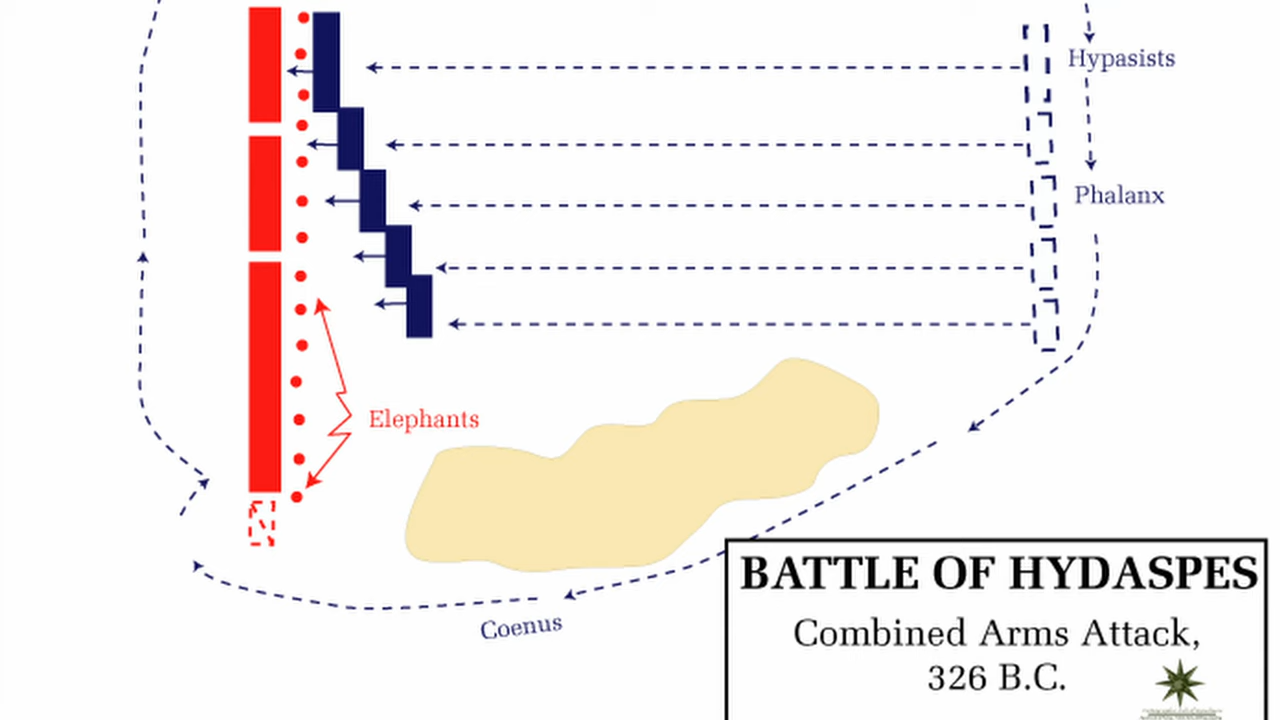 Hypasists
Phalanx
Elephants
Coenus
BATTLE OF HYDASPES
Combined Arms Attack,
326 B.C.